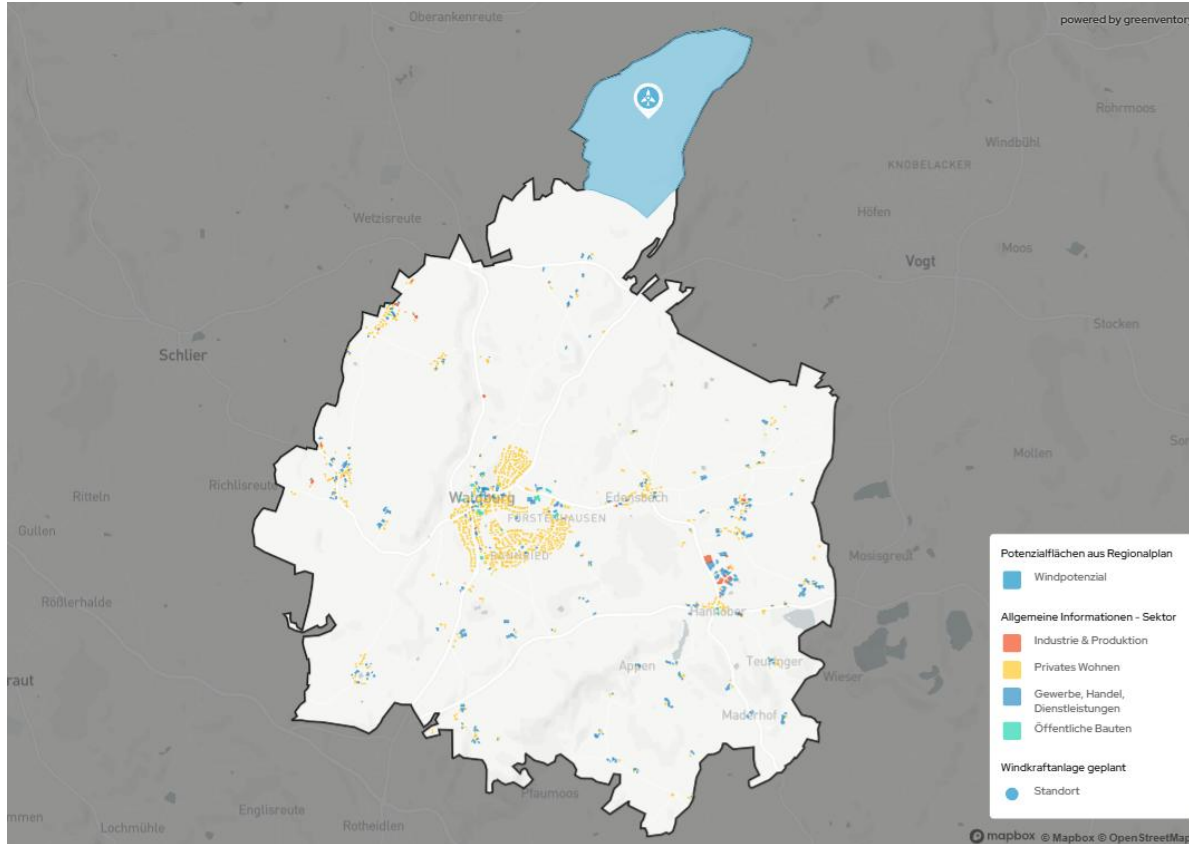 Oberankenreute
powered by greenventory
Rohrmoos
Windbühl
KNOBELACKER
Wetzisreute
Höfen
Moos
Vogt
Stocken
Schlier
Mollen
Richlisreute
Ritteln
Waldburg
Edensbach
FÜRSTENHAUSEN
Gullen
Mosisgreut
Rößlerhalde
Hannober
Appen
Teuringer
Wieser
raut
Maderhof
Pfaumoos
Englisreute
mmen
Lochmühle
Rotheidlen
Potenzialflächen aus Regionalplan
Windpotenzial
Allgemeine Informationen - Sektor
Industrie & Produktion
Privates Wohnen
Gewerbe, Handel,
Dienstleistungen
Öffentliche Bauten
Windkraftanlage geplant
Standort
mapbox © Mapbox © OpenStreetMap